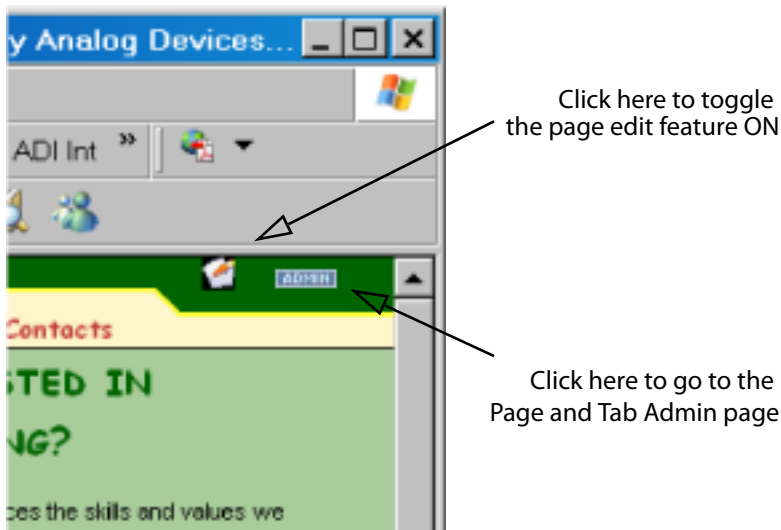 y Analog Devices...
Click here to toggle
the page edit feature ON
ADI Int »
ADMIN
Contacts
STED IN
NG?
ces the skills and values we
Click here to go to the
Page and Tab Admin page